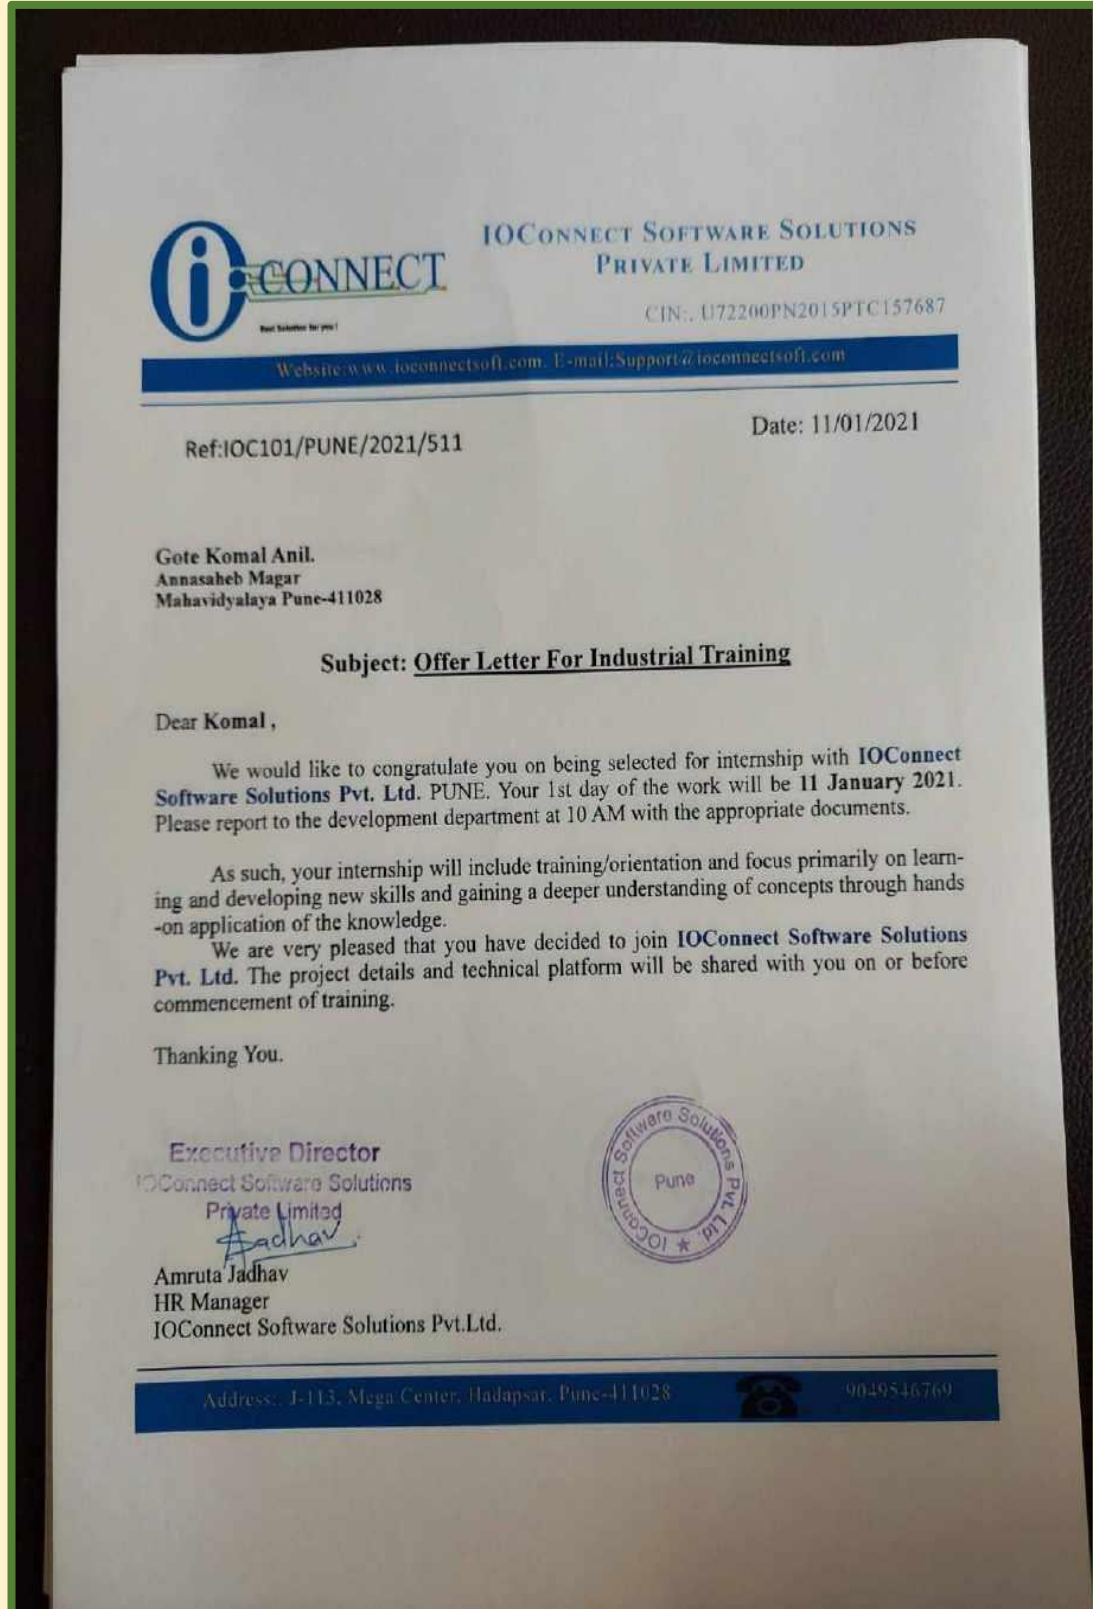 IOCONNECT SOFTWARE SOLUTIONS
PRIVATE LIMITED
i CONNECT
Best Solution for you !
CIN:. U72200PN2015PTC157687
Website:www.ioconnectsoft.com. E-mail:Support@ioconnectsoft.com
Ref:IOC101/PUNE/2021/511
Date: 11/01/2021
Gote Komal Anil.
Annasaheb Magar
Mahavidyalaya Pune-411028
Subject: Offer Letter For Industrial Training
Dear Komal ,
We would like to congratulate you on being selected for internship with IOConnect
Software Solutions Pvt. Ltd. PUNE. Your 1st day of the work will be 11 January 2021.
Please report to the development department at 10 AM with the appropriate documents.
As such, your internship will include training/orientation and focus primarily on learn-
ing and developing new skills and gaining a deeper understanding of concepts through hands
-on application of the knowledge.
We are very pleased that you have decided to join IOConnect Software Solutions
Pvt. Ltd. The project details and technical platform will be shared with you on or before
commencement of training.
Thanking You.
Executive Director
IOConnect Software Solutions
Private Limited
Jadhav
IOConnect Software Solutions Pvt. Ltd. ★
Pune
Amruta Jadhav
HR Manager
IOConnect Software Solutions Pvt.Ltd.
Address:. J-113, Mega Center, Hadapsar, Pune-411028
9049546769